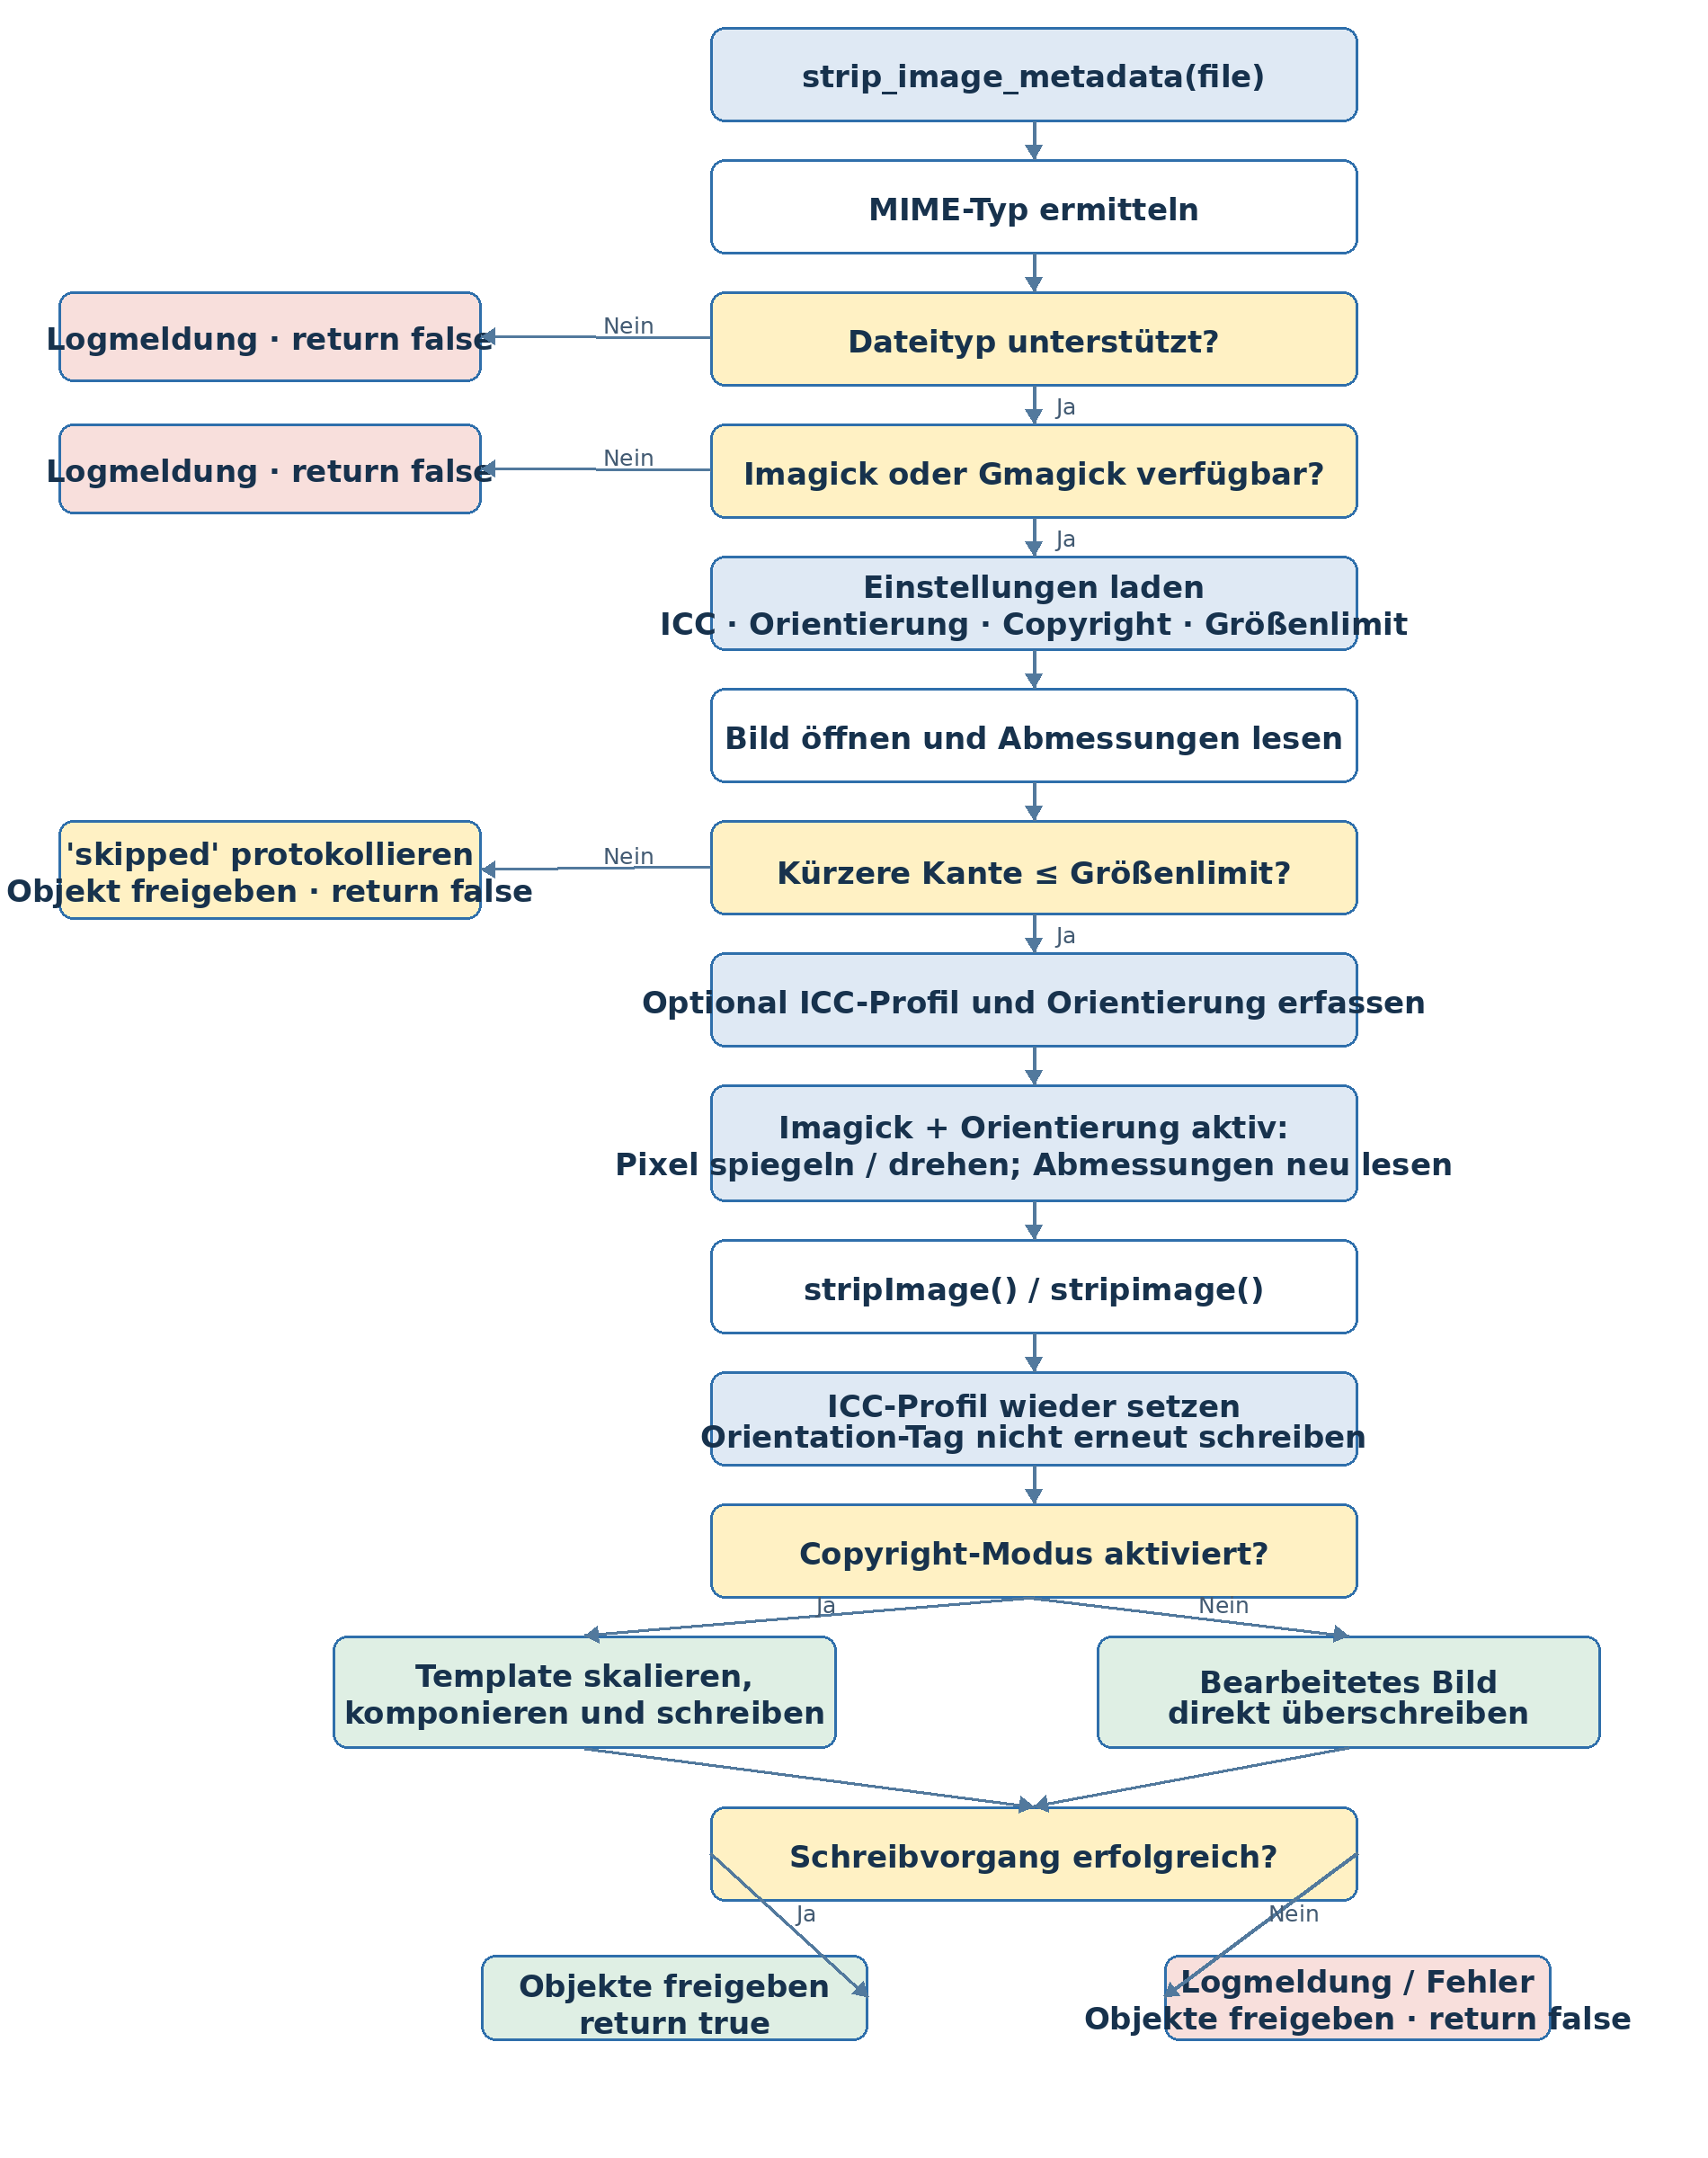 strip_image_metadata(file)
MIME-Typ ermitteln
Dateityp unterstützt?
Nein
Logmeldung · return false
Ja
Imagick oder Gmagick verfügbar?
Nein
Logmeldung · return false
Ja
Einstellungen laden
ICC · Orientierung · Copyright · Größenlimit
Bild öffnen und Abmessungen lesen
Kürzere Kante ≤ Größenlimit?
Nein
'skipped' protokollieren
Objekt freigeben · return false
Ja
Optional ICC-Profil und Orientierung erfassen
Imagick + Orientierung aktiv:
Pixel spiegeln / drehen; Abmessungen neu lesen
stripImage() / stripimage()
ICC-Profil wieder setzen
Orientation-Tag nicht erneut schreiben
Copyright-Modus aktiviert?
Ja
Nein
Template skalieren,
komponieren und schreiben
Bearbeitetes Bild
direkt überschreiben
Schreibvorgang erfolgreich?
Ja
Nein
Objekte freigeben
return true
Logmeldung / Fehler
Objekte freigeben · return false